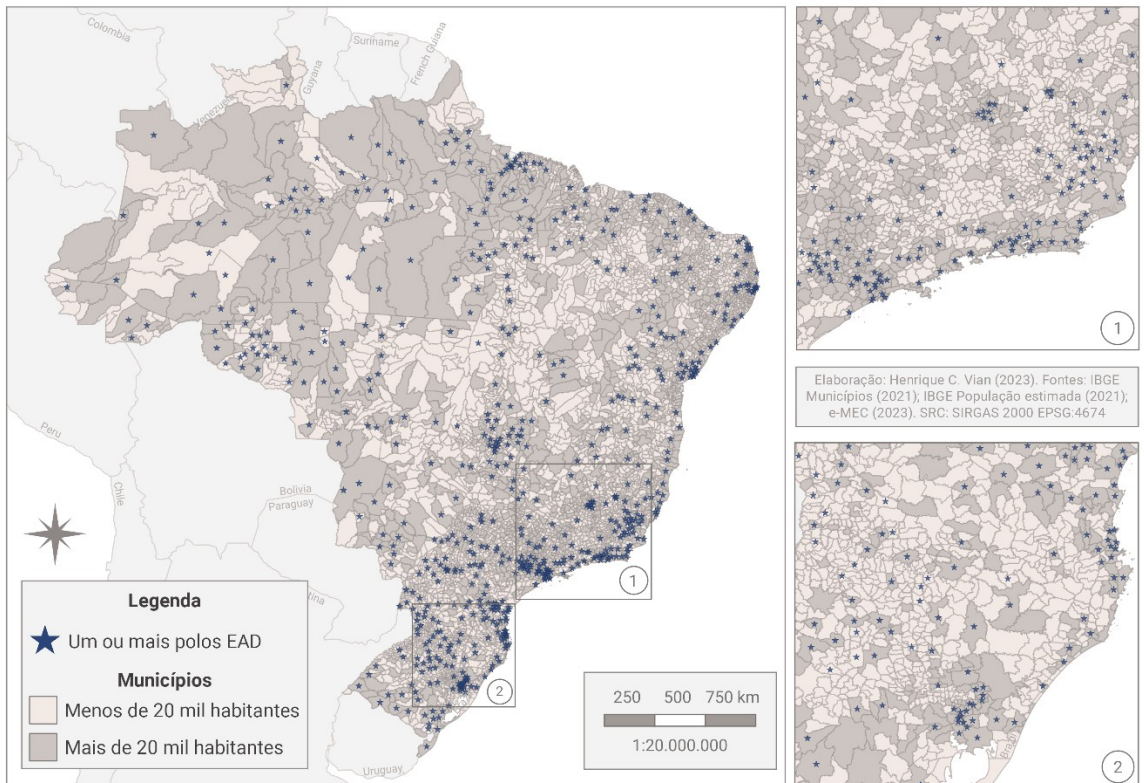 Colombia
Venezuela
Guyana
Suriname
French Guiana
Peru
Chile
Bolivia
Paraguay
Uruguay
1
2
Legenda
Um ou mais polos EAD
Municípios
Menos de 20 mil habitantes
Mais de 20 mil habitantes
250 500 750 km
1:20.000.000
1
Elaboração: Henrique C. Vian (2023). Fontes: IBGE
Municípios (2021); IBGE População estimada (2021);
e-MEC (2023). SRC: SIRGAS 2000 EPSG:4674
Brazil
2